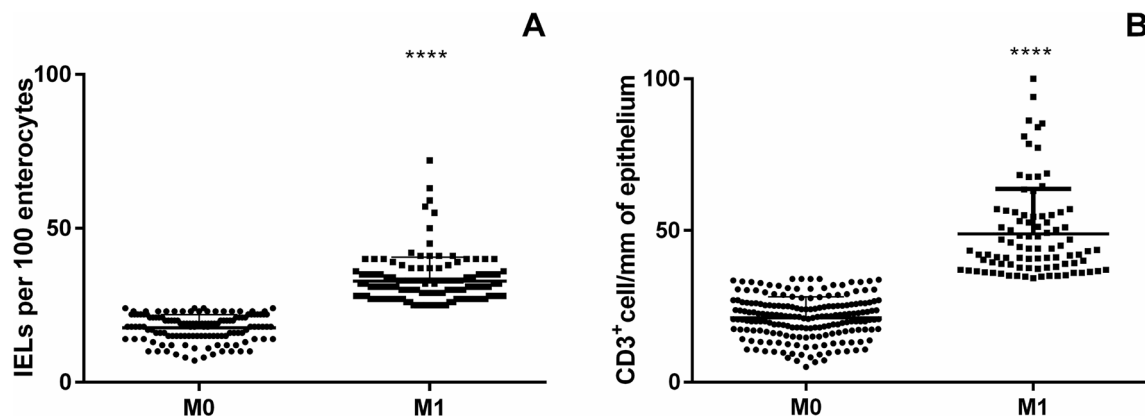 A
****
IELs per 100 enterocytes
100
50
0
M0 M1
B
****
CD3⁺cell/mm of epithelium
100
50
0
M0 M1